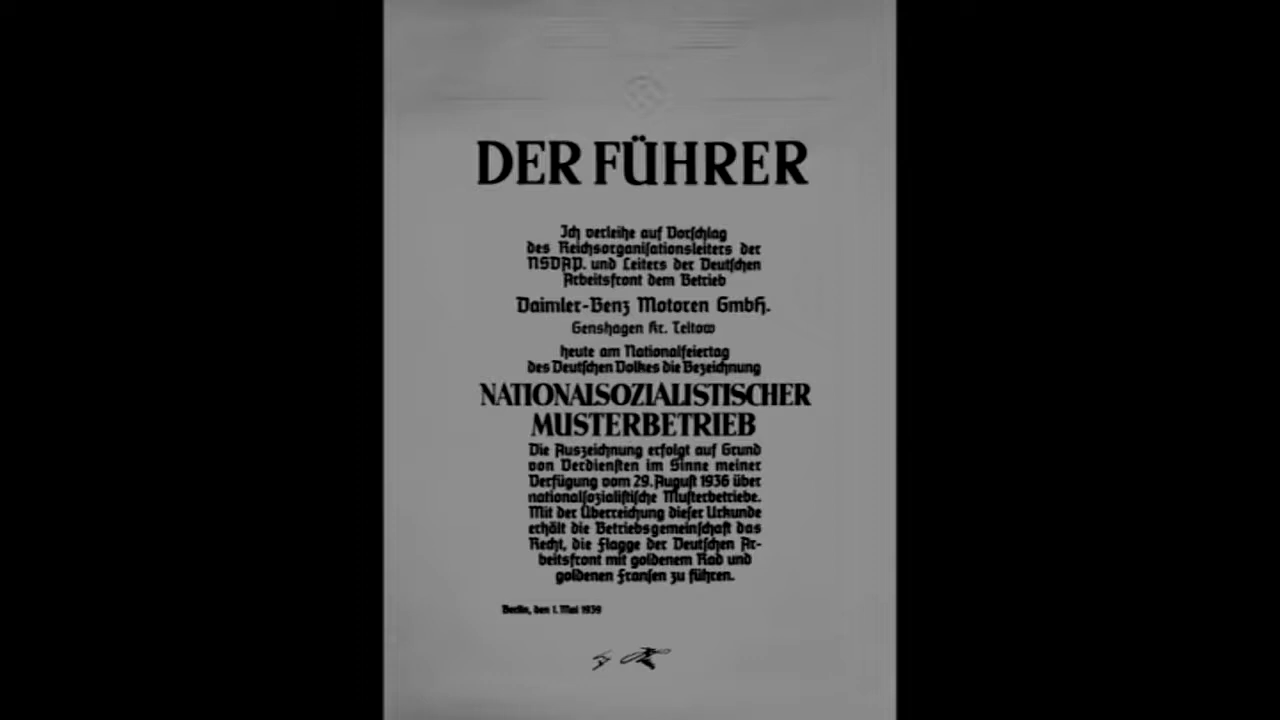 DER FÜHRER
Ich verleihe auf Vorschlag
des Reichsorganisationsleiters der
NSDAP. und Leiters der Deutschen
Arbeitsfront dem Betrieb
Daimler-Benz Motoren GmbH.
Genshagen Kr. Teltow
heute am Nationalfeiertag
des Deutschen Volkes die Bezeichnung
NATIONALSOZIALISTISCHER
MUSTERBETRIEB
Die Auszeichnung erfolgt auf Grund
von Verdiensten im Sinne meiner
Verfügung vom 29. August 1936 über
nationalsozialistische Musterbetriebe.
Mit der Überreichung dieser Urkunde
erhält die Betriebsgemeinschaft das
Recht, die Flagge der Deutschen Ar-
beitsfront mit goldenem Rad und
goldenen Fransen zu führen.
Berlin, den 1. Mai 1939